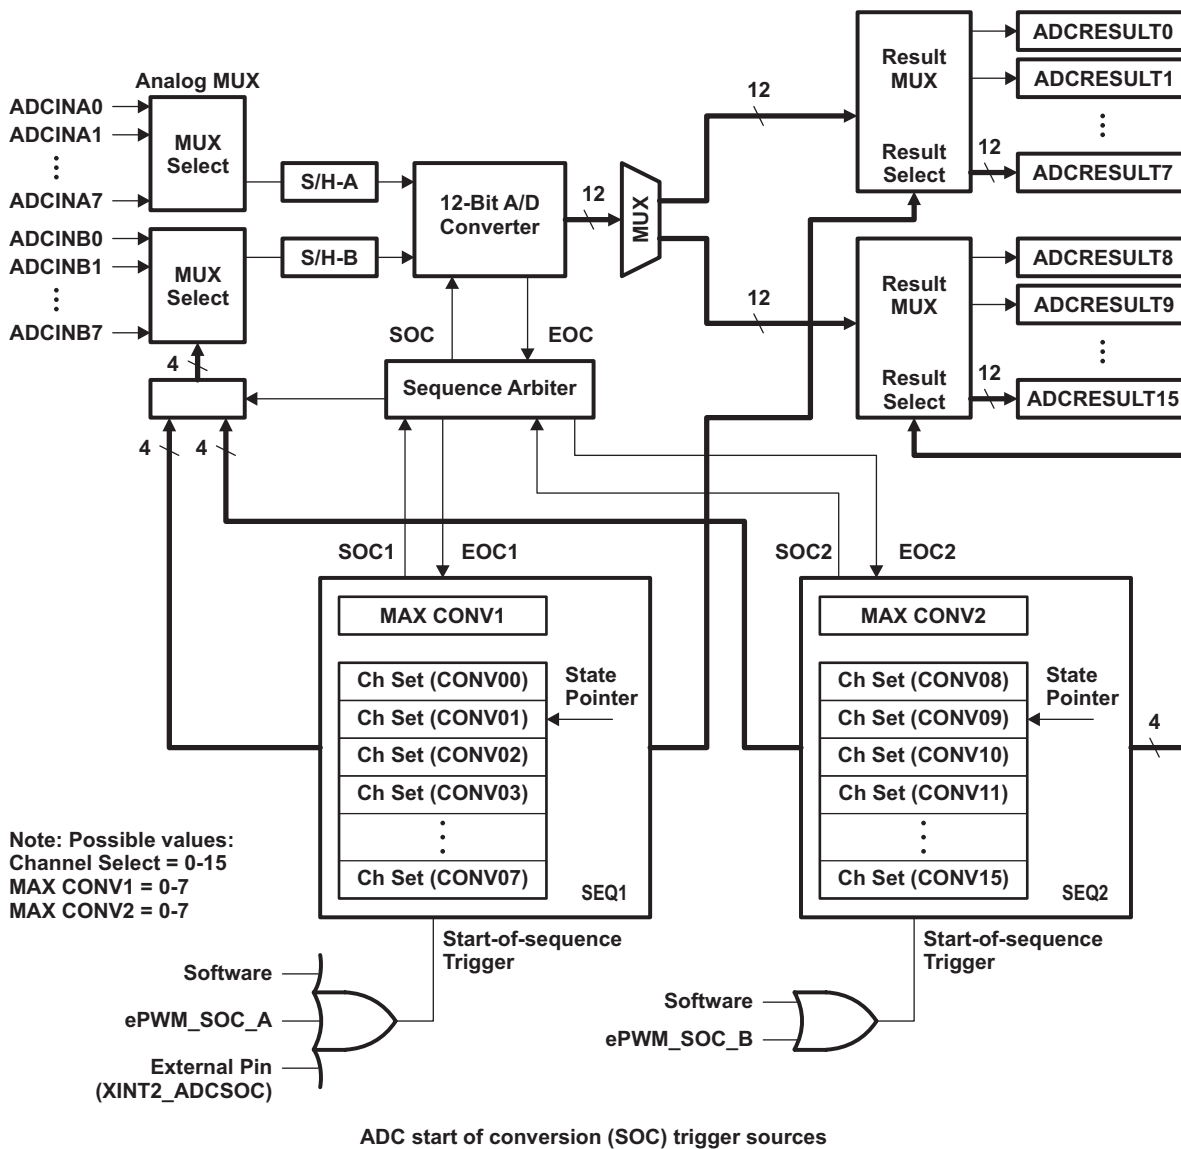 Analog MUX
ADCINA0
ADCINA1
ADCINA7
ADCINB0
ADCINB1
ADCINB7
MUX
Select
MUX
Select
S/H-A
S/H-B
12-Bit A/D
Converter
12
MUX
12
12
Result
MUX
Result
Select
12
ADCRESULT0
ADCRESULT1
ADCRESULT7
Result
MUX
Result
Select
12
ADCRESULT8
ADCRESULT9
ADCRESULT15
SOC
EOC
4
Sequence Arbiter
4
4
SOC1
EOC1
SOC2
EOC2
MAX CONV1
Ch Set (CONV00)
Ch Set (CONV01)
Ch Set (CONV02)
Ch Set (CONV03)
Ch Set (CONV07)
State
Pointer
SEQ1
MAX CONV2
Ch Set (CONV08)
Ch Set (CONV09)
Ch Set (CONV10)
Ch Set (CONV11)
Ch Set (CONV15)
State
Pointer
SEQ2
4
Note: Possible values:
Channel Select = 0-15
MAX CONV1 = 0-7
MAX CONV2 = 0-7
Start-of-sequence
Trigger
Software
ePWM_SOC_A
External Pin
(XINT2_ADCSOC)
Start-of-sequence
Trigger
Software
ePWM_SOC_B
ADC start of conversion (SOC) trigger sources